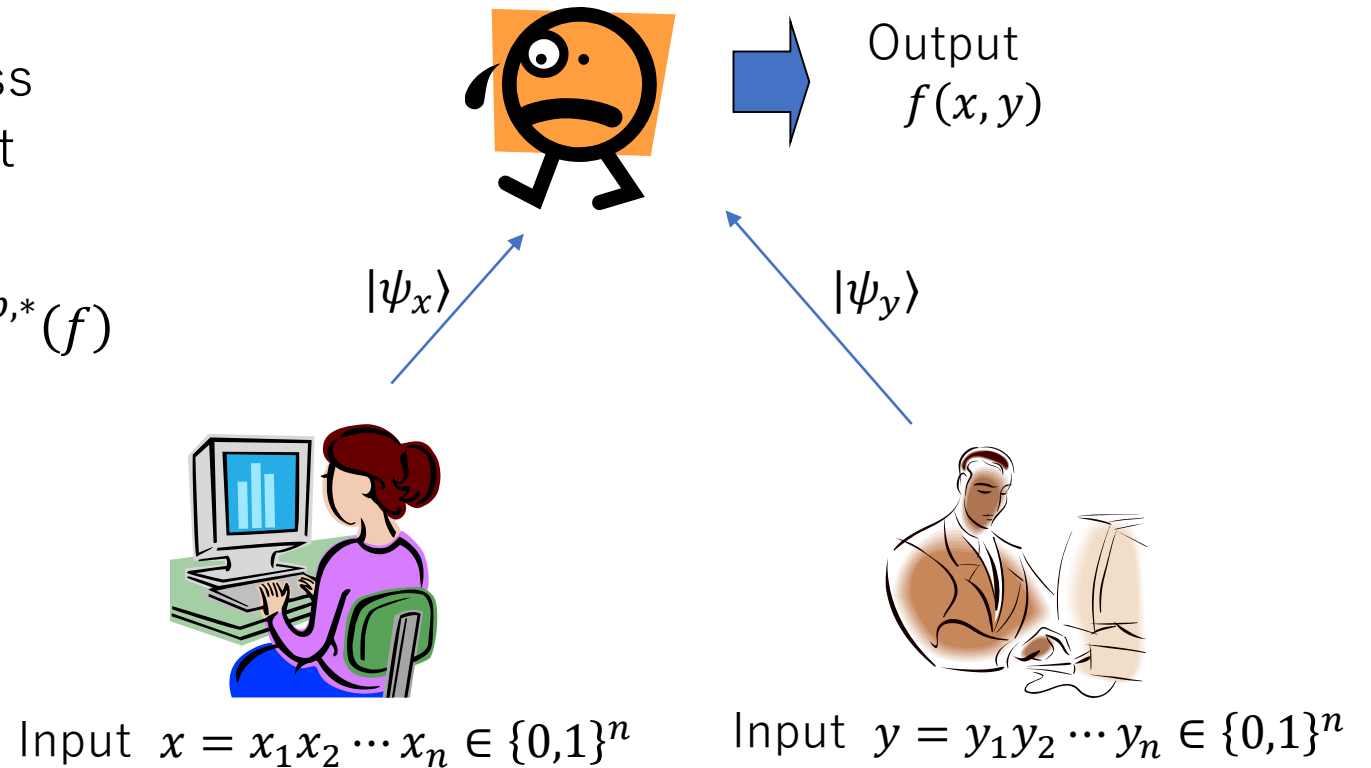 Output
f(x, y)
|ψ_x⟩
|ψ_y⟩
,*(f)
Input x = x_1x_2 ⋯ x_n ∈ {0,1}^n
Input y = y_1y_2 ⋯ y_n ∈ {0,1}^n